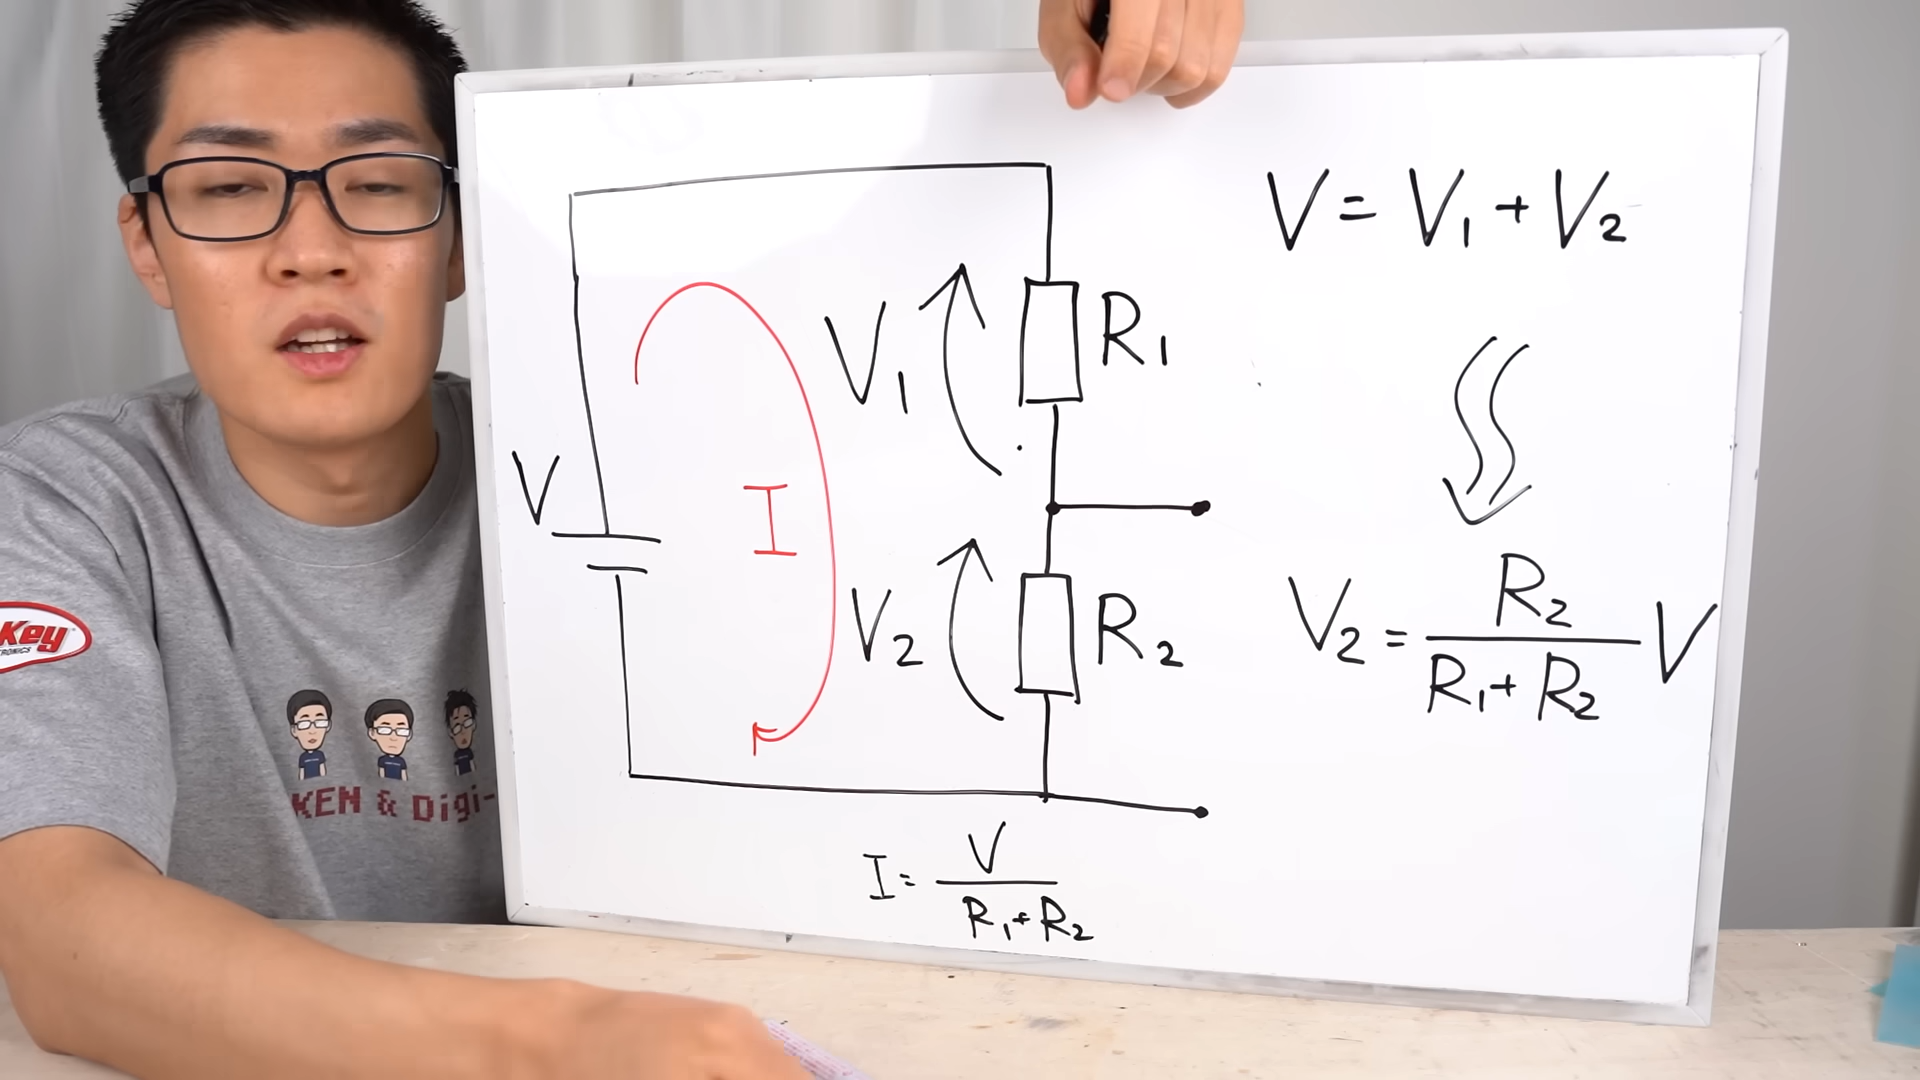 V = V1 + V2
V1
R1
V
I
V2
R2
V2 = R2 / (R1 + R2) V
I = V / (R1 + R2)
Key
KEN & Digi-